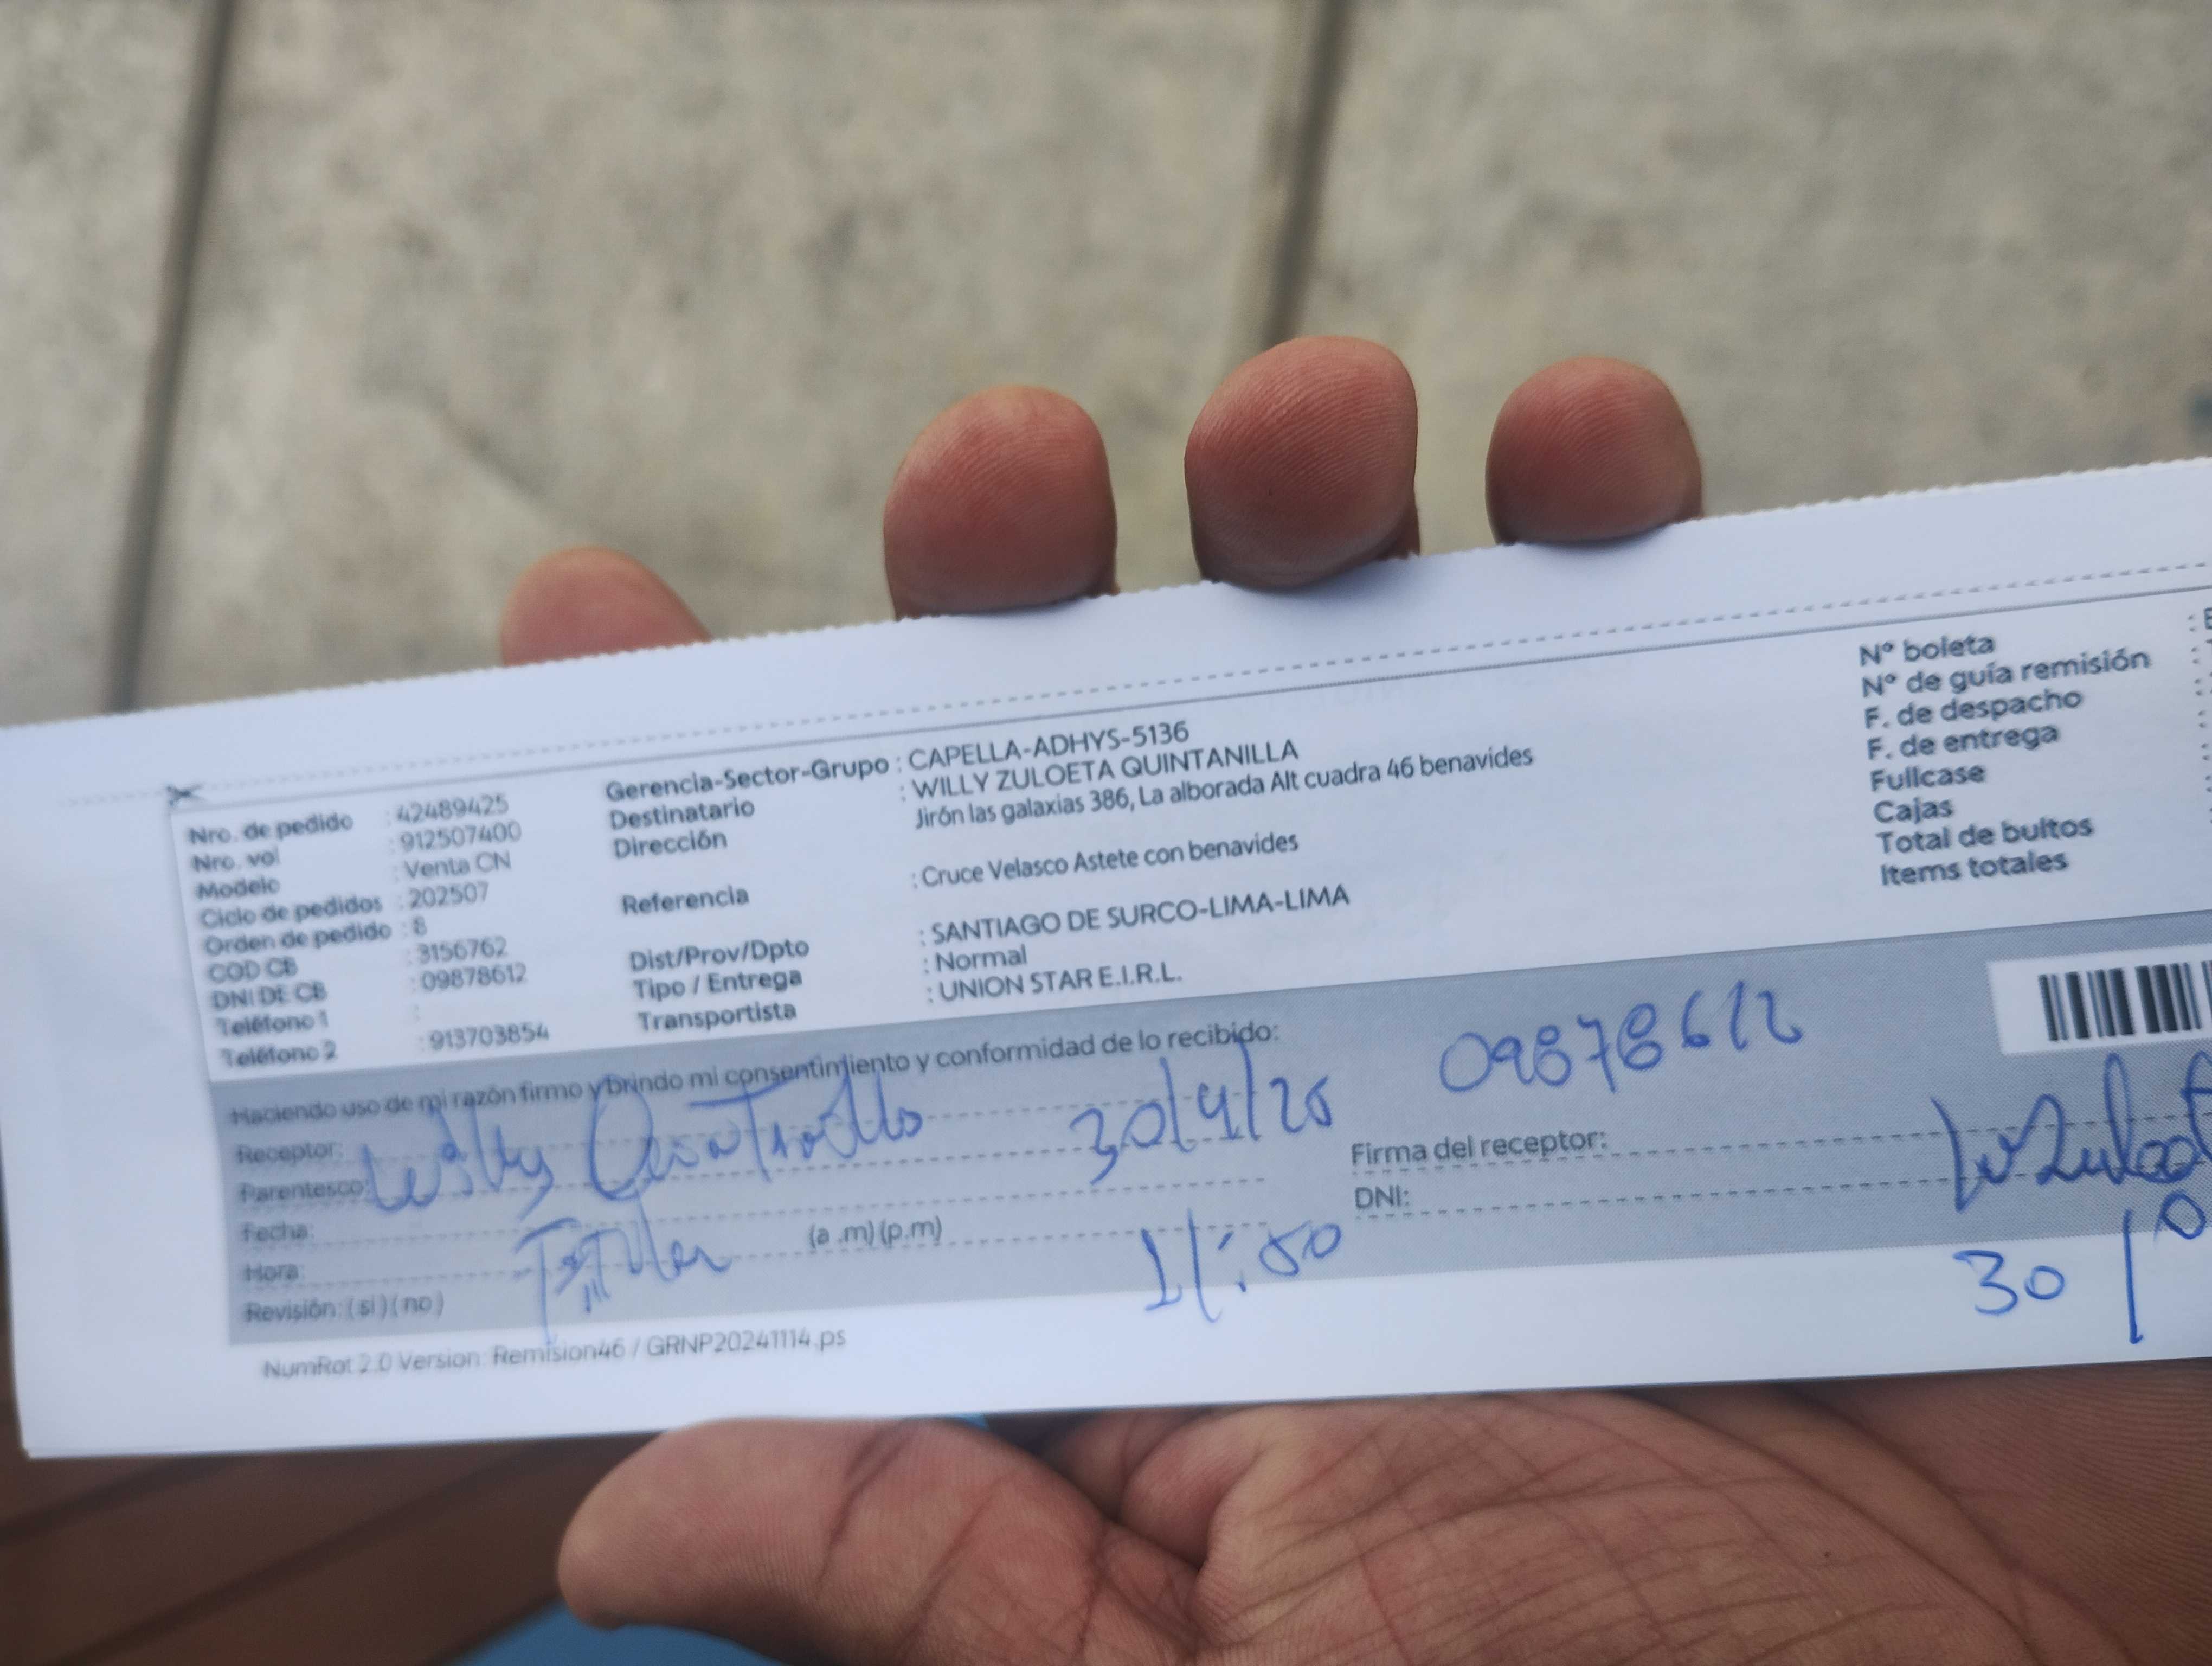 Nro. de pedido : 42489425
Nro. vol : 912507400
Modelo : Venta CN
Ciclo de pedidos : 202507
Orden de pedido : 8
COD CB : 3156762
DNI DE CB : 09878612
Teléfono 1 :
Teléfono 2 : 913703854
Gerencia-Sector-Grupo : CAPELLA-ADHYS-5136
Destinatario : WILLY ZULOETA QUINTANILLA
Dirección Jirón las galaxias 386, La alborada Alt cuadra 46 benavides
Referencia : Cruce Velasco Astete con benavides
Dist/Prov/Dpto : SANTIAGO DE SURCO-LIMA-LIMA
Tipo / Entrega : Normal
Transportista : UNION STAR E.I.R.L.
Nº boleta
Nº de guía remisión
F. de despacho
F. de entrega
Fullcase
Cajas
Total de bultos
Items totales
Haciendo uso de mi razón firmo y brindo mi consentimiento y conformidad de lo recibido:
Receptor: Willy
Parentesco:
Fecha: 30/4/25
Hora: (a .m) (p.m) 11:50
Revisión: ( si ) ( no )
09878612
Firma del receptor:
DNI:
30
NumRot 2.0 Version: Remision46 / GRNP20241114.ps